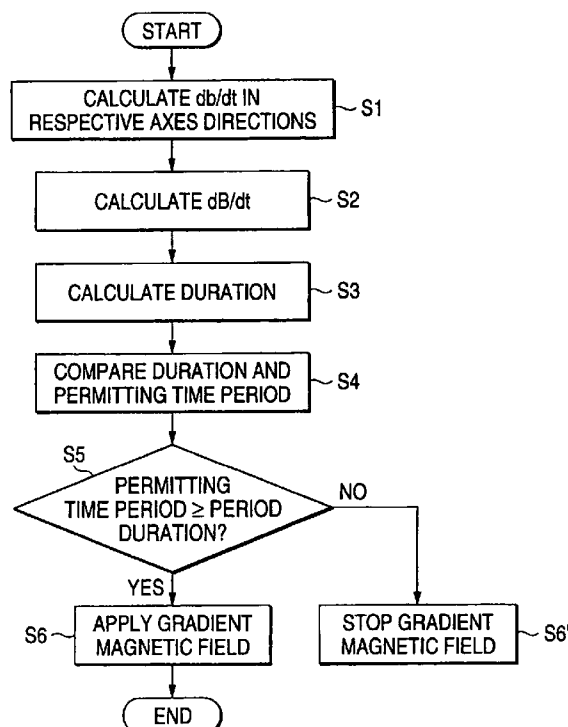 START
CALCULATE db/dt IN
RESPECTIVE AXES DIRECTIONS
S1
CALCULATE dB/dt
S2
CALCULATE DURATION
S3
COMPARE DURATION AND
PERMITTING TIME PERIOD
S4
S5
PERMITTING
TIME PERIOD ≥ PERIOD
DURATION?
NO
YES
S6
APPLY GRADIENT
MAGNETIC FIELD
STOP GRADIENT
MAGNETIC FIELD
S6'
END